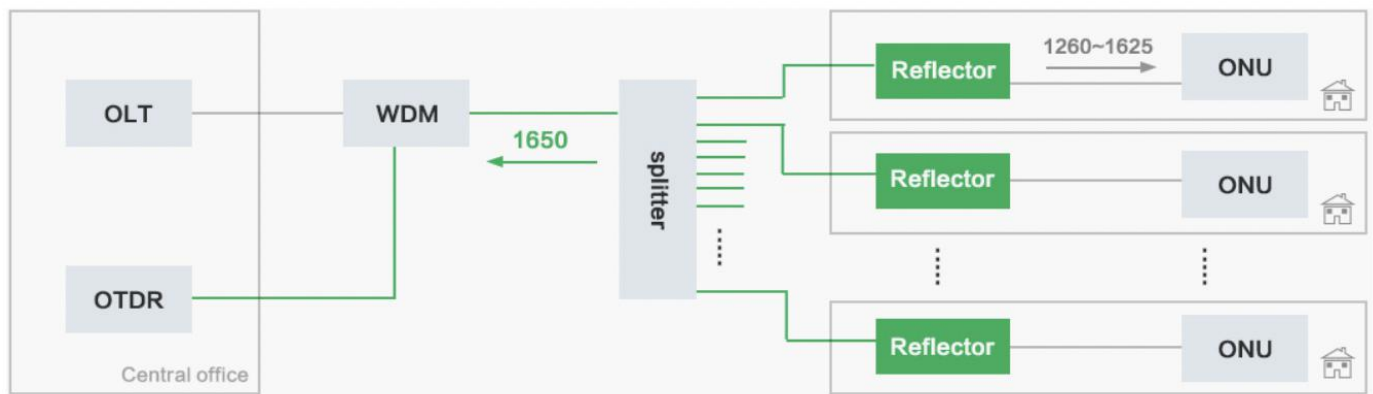 1260~1625
Reflector
ONU
OLT
WDM
1650
splitter
Reflector
ONU
OTDR
Reflector
ONU
Central office